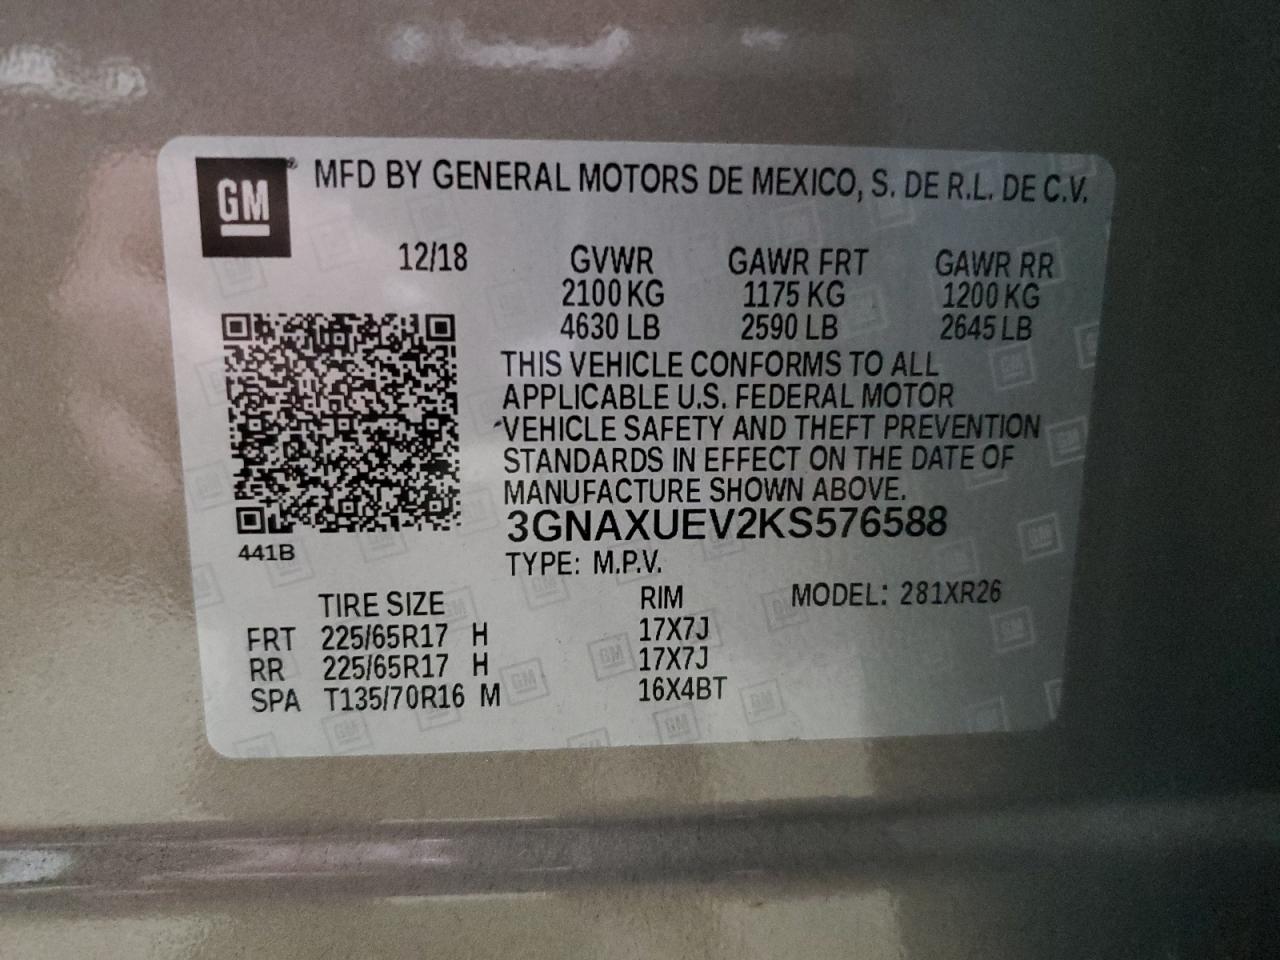 GM® MFD BY GENERAL MOTORS DE MEXICO, S. DE R.L. DE C.V.
12/18 GVWR GAWR FRT GAWR RR
2100 KG 1175 KG 1200 KG
4630 LB 2590 LB 2645 LB
THIS VEHICLE CONFORMS TO ALL
APPLICABLE U.S. FEDERAL MOTOR
VEHICLE SAFETY AND THEFT PREVENTION
STANDARDS IN EFFECT ON THE DATE OF
MANUFACTURE SHOWN ABOVE.
3GNAXUEV2KS576588
441B
TYPE: M.P.V.
TIRE SIZE RIM MODEL: 281XR26
FRT 225/65R17 H 17X7J
RR 225/65R17 H 17X7J
SPA T135/70R16 M 16X4BT